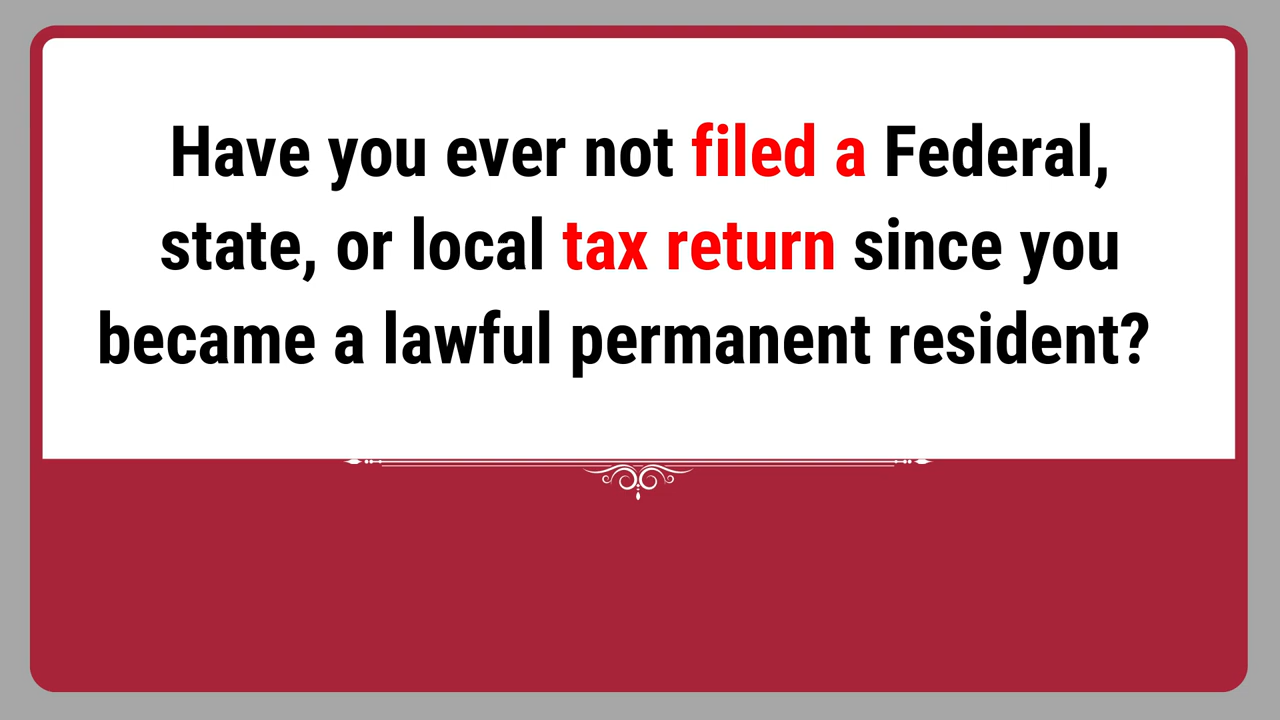 Have you ever not filed a Federal,
state, or local tax return since you
became a lawful permanent resident?